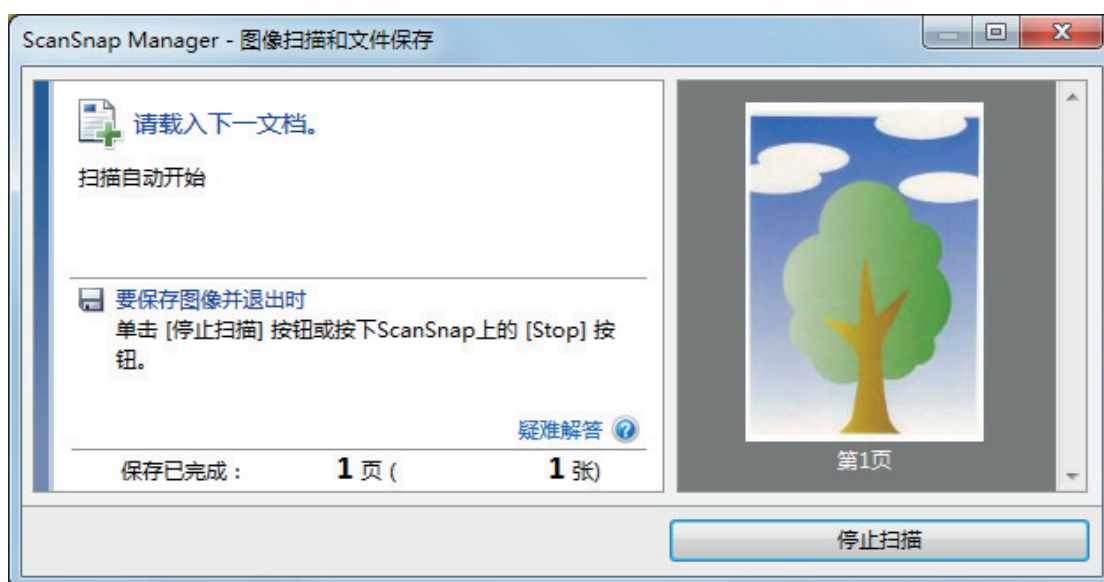 ScanSnap Manager - 图像扫描和文件保存
请载入下一文档。
扫描自动开始
要保存图像并退出时
单击 [停止扫描] 按钮或按下ScanSnap上的 [Stop] 按
钮。
疑难解答
保存已完成： 1 页 ( 1 张)
第1页
停止扫描